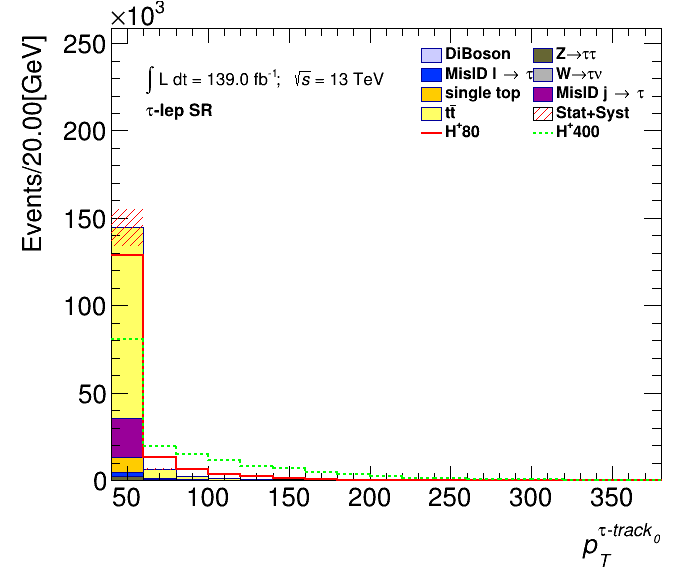 ×10³
Events/20.00[GeV]
250
200
150
100
50
0
∫ L dt = 139.0 fb⁻¹; √s = 13 TeV
τ-lep SR
DiBoson
Z→ττ
MisID l → τ
W→τν
single top
MisID j → τ
tt̄
Stat+Syst
H⁺80
H⁺400
50 100 150 200 250 300 350
p_T^τ-track₀